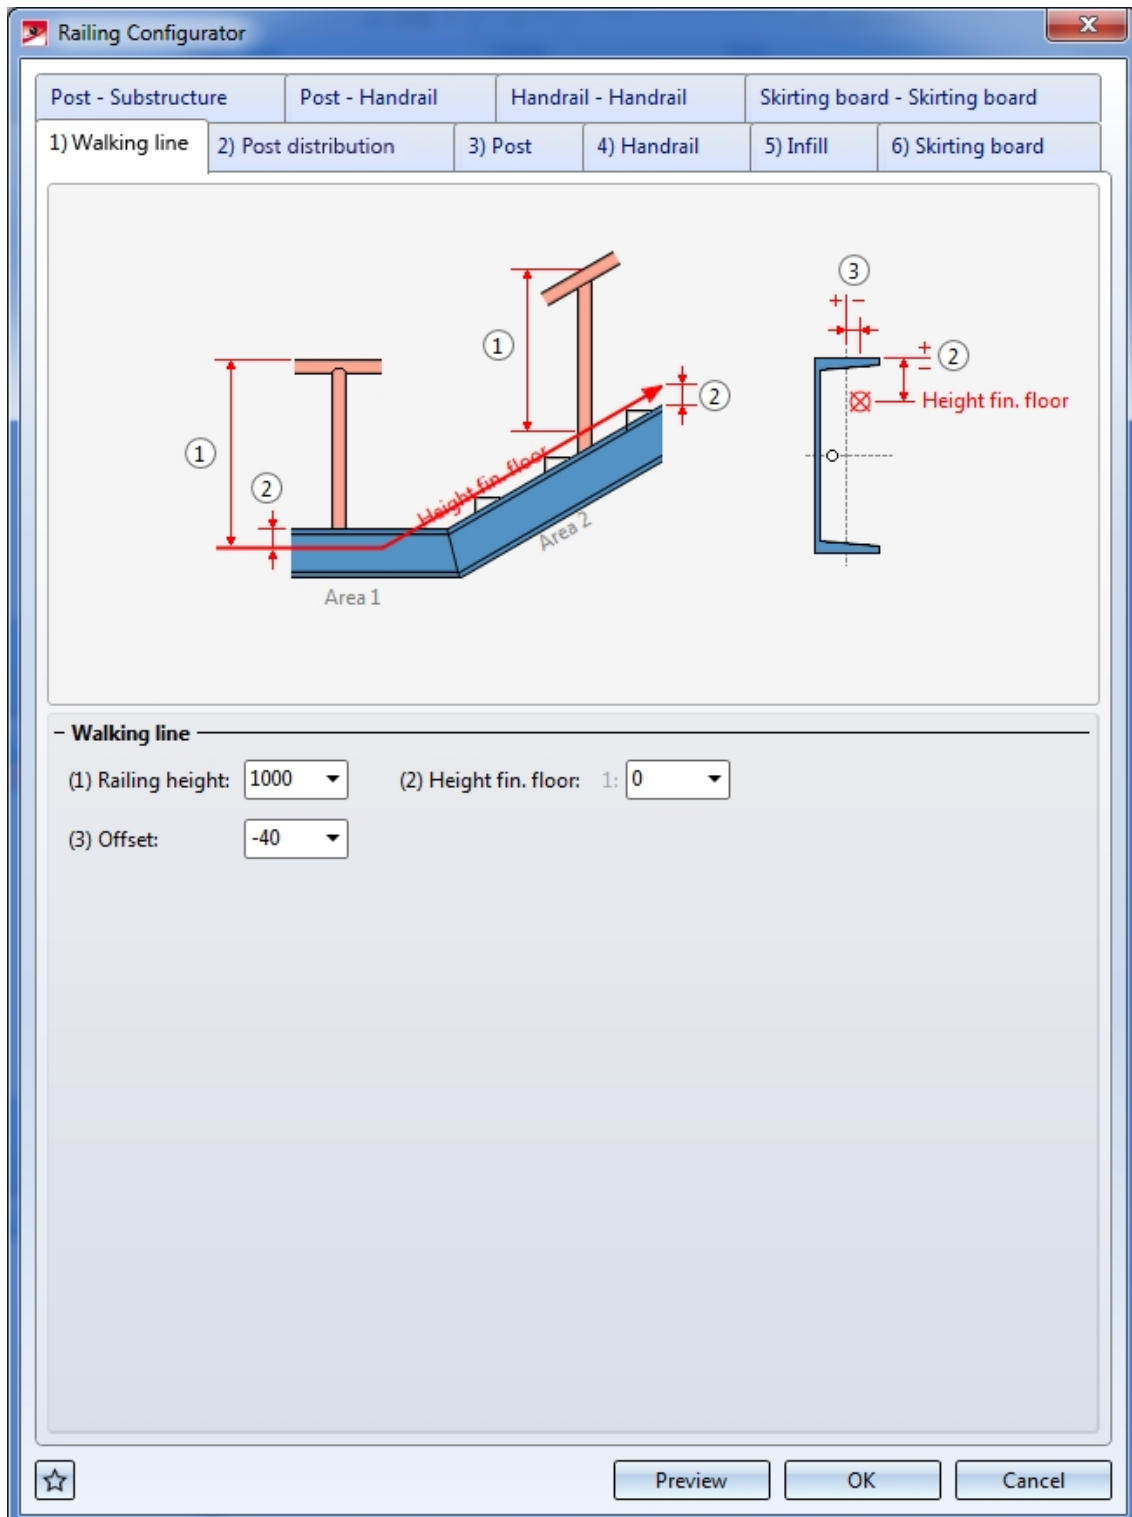 Railing Configurator
Post - Substructure Post - Handrail Handrail - Handrail Skirting board - Skirting board
1) Walking line 2) Post distribution 3) Post 4) Handrail 5) Infill 6) Skirting board
3
+ -
1
+
-
2
Height fin. floor
2
1
2
Height fin. floor
Area 2
Area 1
- Walking line
(1) Railing height: 1000 (2) Height fin. floor: 1: 0
(3) Offset: -40
Preview OK Cancel